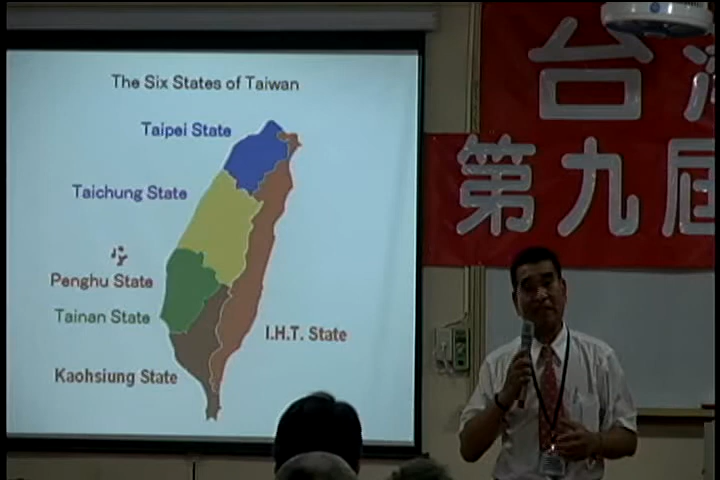 The Six States of Taiwan
Taipei State
Taichung State
Penghu State
Tainan State
I.H.T. State
Kaohsiung State
台
第九屆